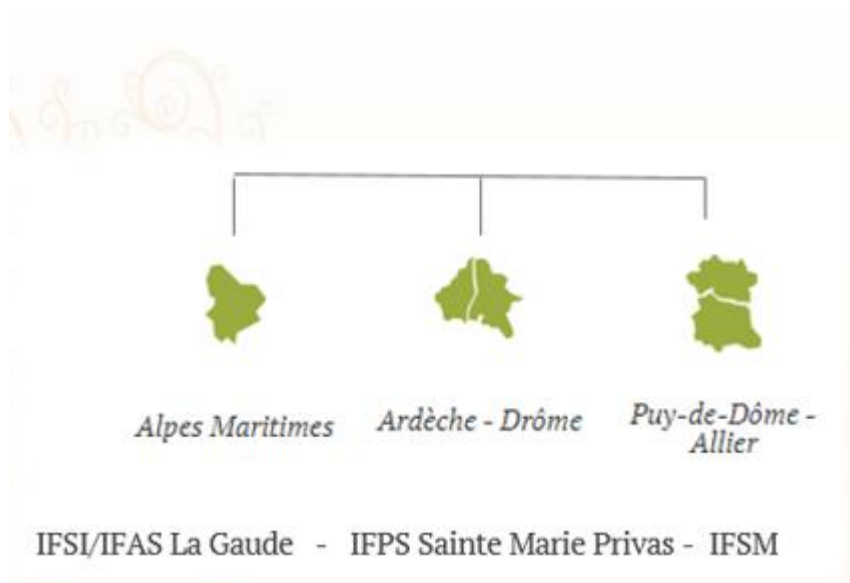 Alpes Maritimes
Ardèche - Drôme
Puy-de-Dôme -
Allier
IFSI/IFAS La Gaude - IFPS Sainte Marie Privas - IFSM